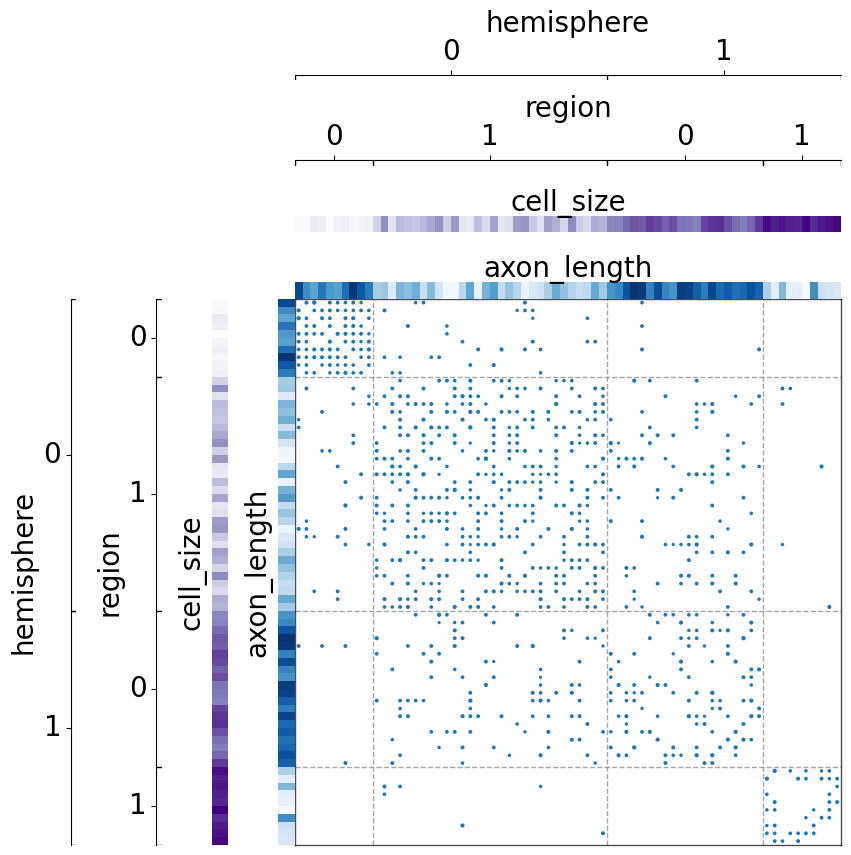 hemisphere
0 1
region
0 1 0 1
cell_size
axon_length
0
0
1
hemisphere
region
cell_size
axon_length
0
1
1